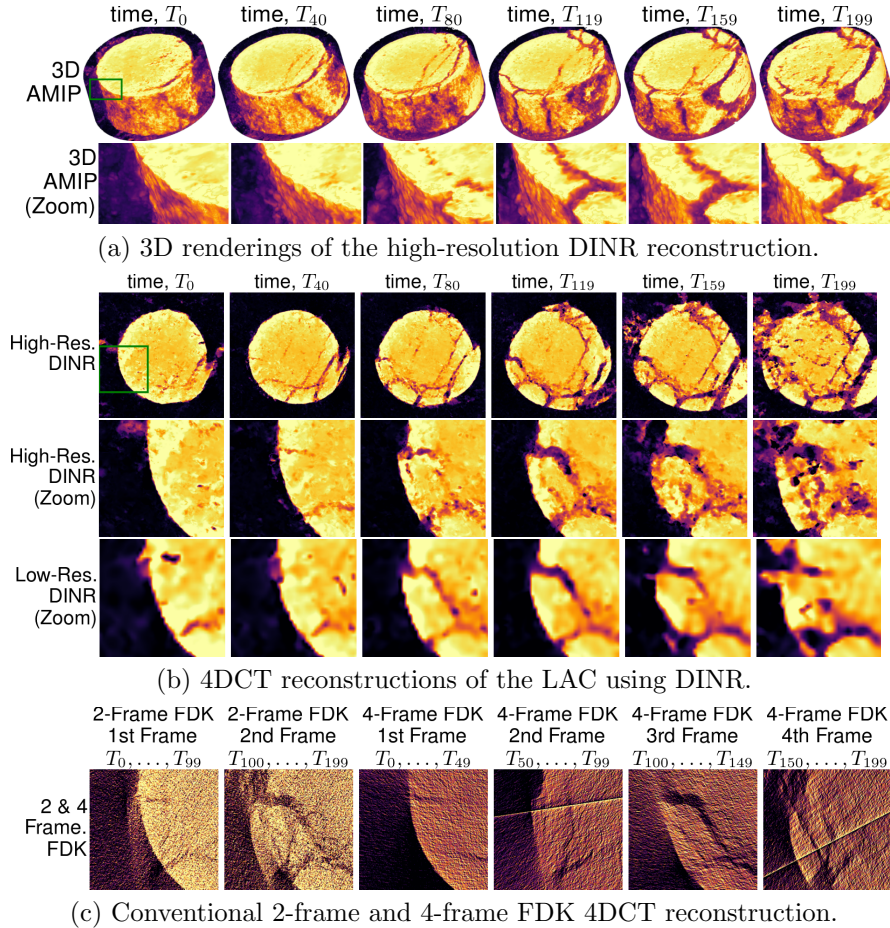 time, T₀ time, T₄₀ time, T₈₀ time, T₁₁₉ time, T₁₅₉ time, T₁₉₉
3D
AMIP
3D
AMIP
(Zoom)
(a) 3D renderings of the high-resolution DINR reconstruction.
time, T₀ time, T₄₀ time, T₈₀ time, T₁₁₉ time, T₁₅₉ time, T₁₉₉
High-Res.
DINR
High-Res.
DINR
(Zoom)
Low-Res.
DINR
(Zoom)
(b) 4DCT reconstructions of the LAC using DINR.
2-Frame FDK 2-Frame FDK 4-Frame FDK 4-Frame FDK 4-Frame FDK 4-Frame FDK
1st Frame 2nd Frame 1st Frame 2nd Frame 3rd Frame 4th Frame
T₀, . . . , T₉₉ T₁₀₀, . . . , T₁₉₉ T₀, . . . , T₄₉ T₅₀, . . . , T₉₉ T₁₀₀, . . . , T₁₄₉ T₁₅₀, . . . , T₁₉₉
2 & 4
Frame.
FDK
(c) Conventional 2-frame and 4-frame FDK 4DCT reconstruction.